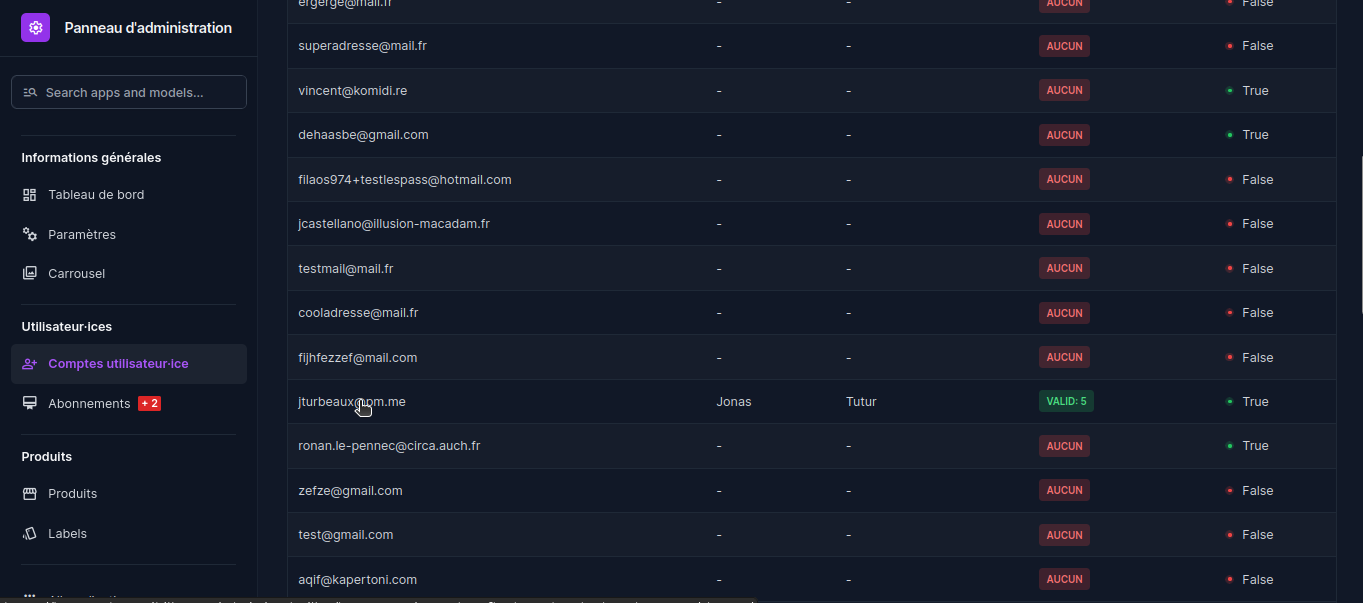 Panneau d'administration
Search apps and models...
Informations générales
Tableau de bord
Paramètres
Carrousel
Utilisateur·ices
Comptes utilisateur·ice
Abonnements + 2
Produits
Produits
Labels
ergerge@mail.fr - - AUCUN False
superadresse@mail.fr - - AUCUN False
vincent@komidi.re - - AUCUN True
dehaasbe@gmail.com - - AUCUN True
filaos974+testlespass@hotmail.com - - AUCUN False
jcastellano@illusion-macadam.fr - - AUCUN False
testmail@mail.fr - - AUCUN False
cooladresse@mail.fr - - AUCUN False
fijhfezzef@mail.com - - AUCUN False
jturbeaux@pm.me Jonas Tutur VALID: 5 True
ronan.le-pennec@circa.auch.fr - - AUCUN True
zefze@gmail.com - - AUCUN False
test@gmail.com - - AUCUN False
aqif@kapertoni.com - - AUCUN False